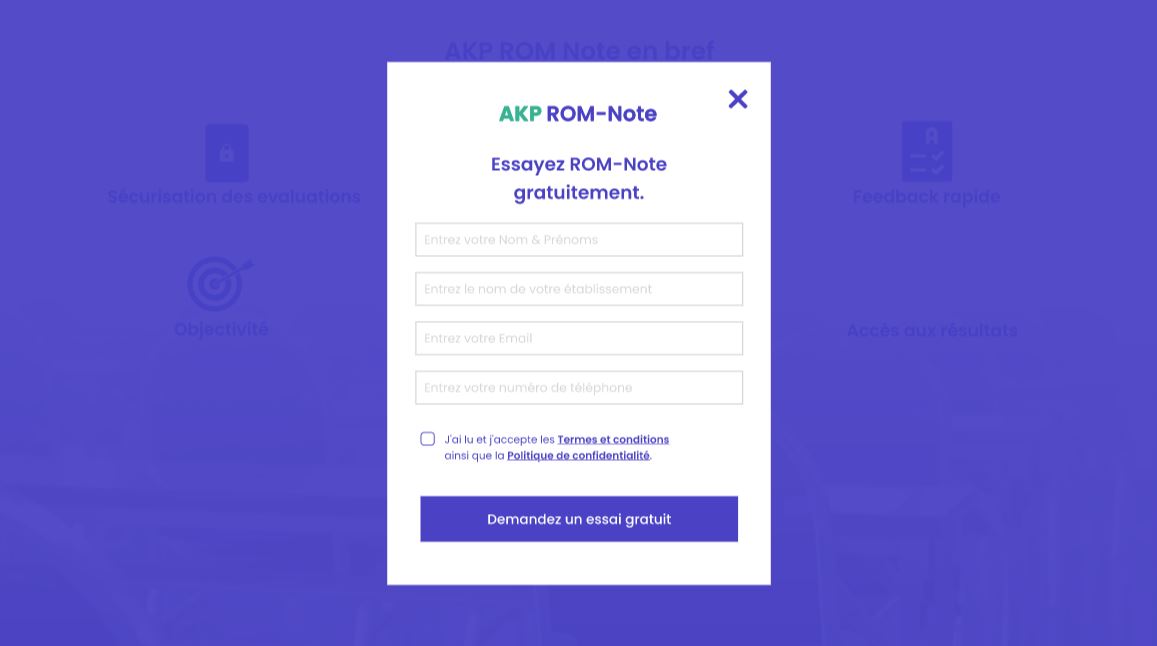 AKP ROM Note en bref
AKP ROM-Note
Essayez ROM-Note
gratuitement.
Entrez votre Nom & Prénoms
Entrez le nom de votre établissement
Entrez votre Email
Entrez votre numéro de téléphone
J'ai lu et j'accepte les Termes et conditions
ainsi que la Politique de confidentialité.
Demandez un essai gratuit
Sécurisation des evaluations
Feedback rapide
A
Objectivité
Accès aux résultats